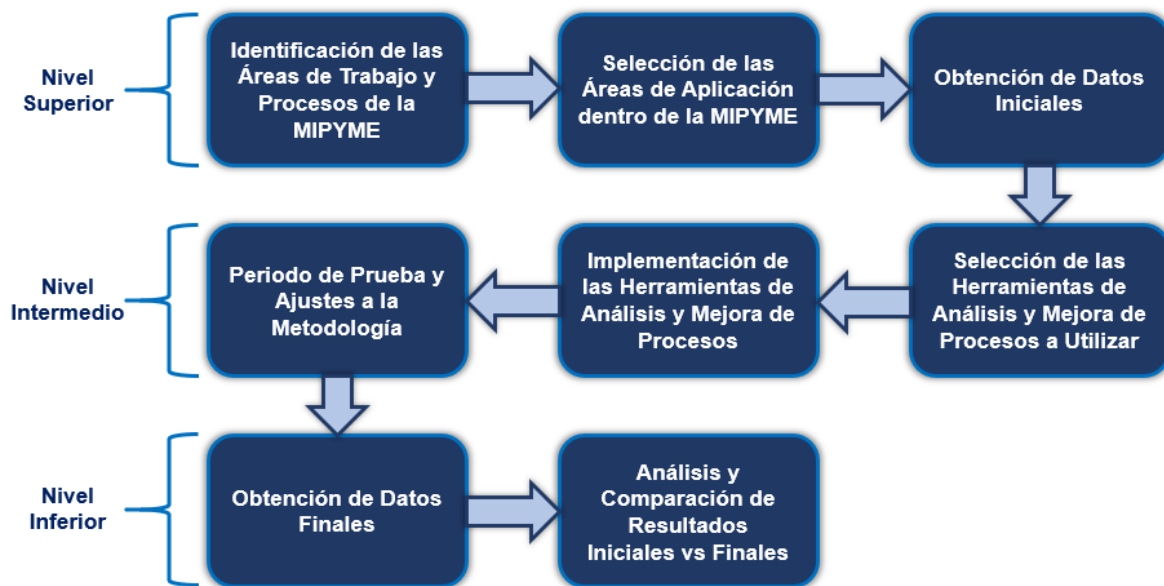 Nivel
Superior
Identificación de las
Áreas de Trabajo y
Procesos de la
MIPYME
Selección de las
Áreas de Aplicación
dentro de la MIPYME
Obtención de Datos
Iniciales
Nivel
Intermedio
Periodo de Prueba y
Ajustes a la
Metodología
Implementación de
las Herramientas de
Análisis y Mejora de
Procesos
Selección de las
Herramientas de
Análisis y Mejora de
Procesos a Utilizar
Nivel
Inferior
Obtención de Datos
Finales
Análisis y
Comparación de
Resultados
Iniciales vs Finales